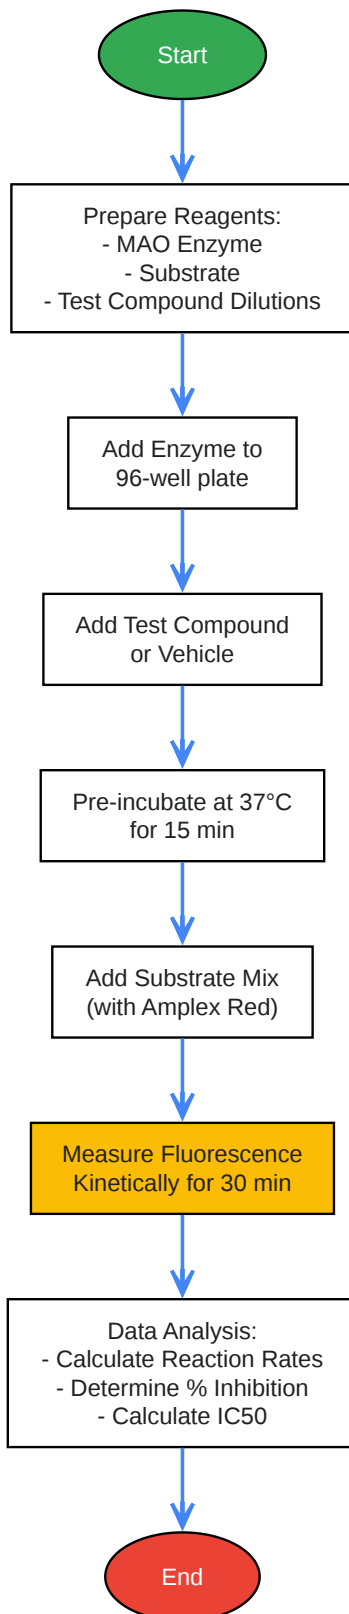 Start
Prepare Reagents:
- MAO Enzyme
- Substrate
- Test Compound Dilutions
Add Enzyme to
96-well plate
Add Test Compound
or Vehicle
Pre-incubate at 37°C
for 15 min
Add Substrate Mix
(with Amplex Red)
Measure Fluorescence
Kinetically for 30 min
Data Analysis:
- Calculate Reaction Rates
- Determine % Inhibition
- Calculate IC50
End